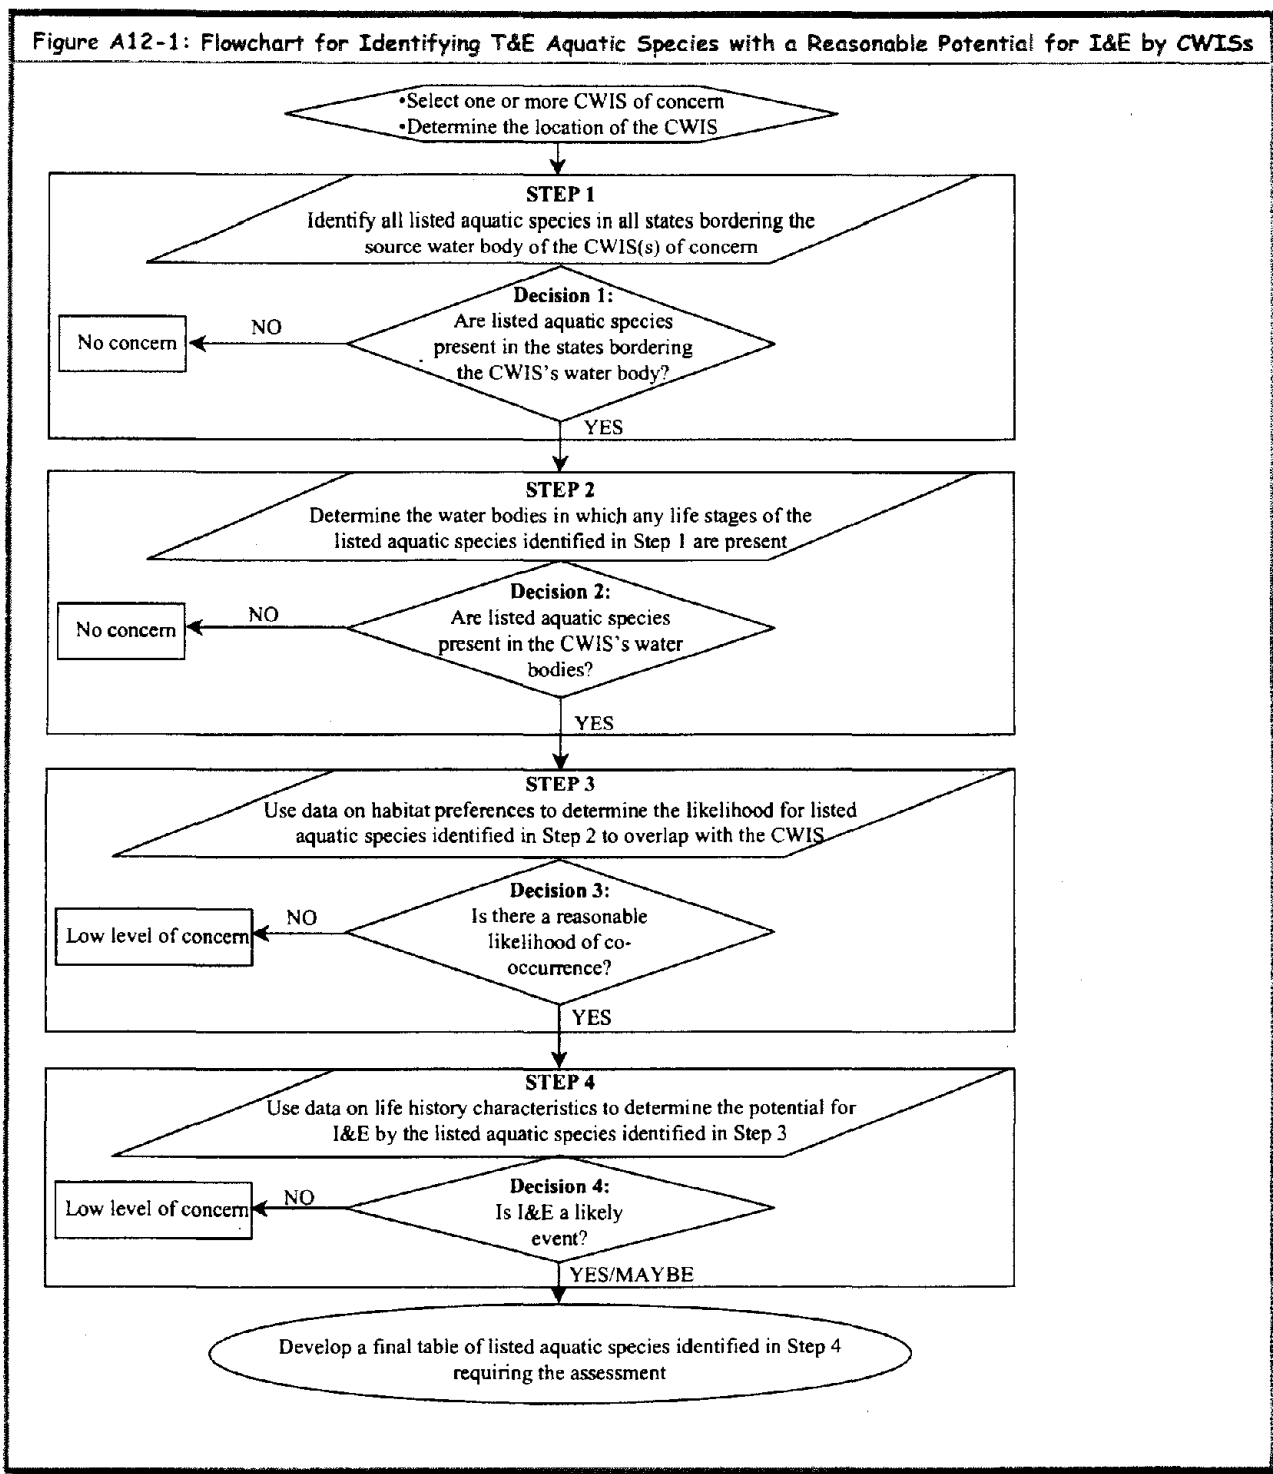 Figure A12-1: Flowchart for Identifying T&E Aquatic Species with a Reasonable Potential for I&E by CWISs
•Select one or more CWIS of concern
•Determine the location of the CWIS
STEP 1
Identify all listed aquatic species in all states bordering the
source water body of the CWIS(s) of concern
Decision 1:
Are listed aquatic species
present in the states bordering
the CWIS's water body?
NO
No concern
YES
STEP 2
Determine the water bodies in which any life stages of the
listed aquatic species identified in Step 1 are present
Decision 2:
Are listed aquatic species
present in the CWIS's water
bodies?
NO
No concern
YES
STEP 3
Use data on habitat preferences to determine the likelihood for listed
aquatic species identified in Step 2 to overlap with the CWIS
Decision 3:
Is there a reasonable
likelihood of co-
occurrence?
NO
Low level of concern
YES
STEP 4
Use data on life history characteristics to determine the potential for
I&E by the listed aquatic species identified in Step 3
Decision 4:
Is I&E a likely
event?
NO
Low level of concern
YES/MAYBE
Develop a final table of listed aquatic species identified in Step 4
requiring the assessment